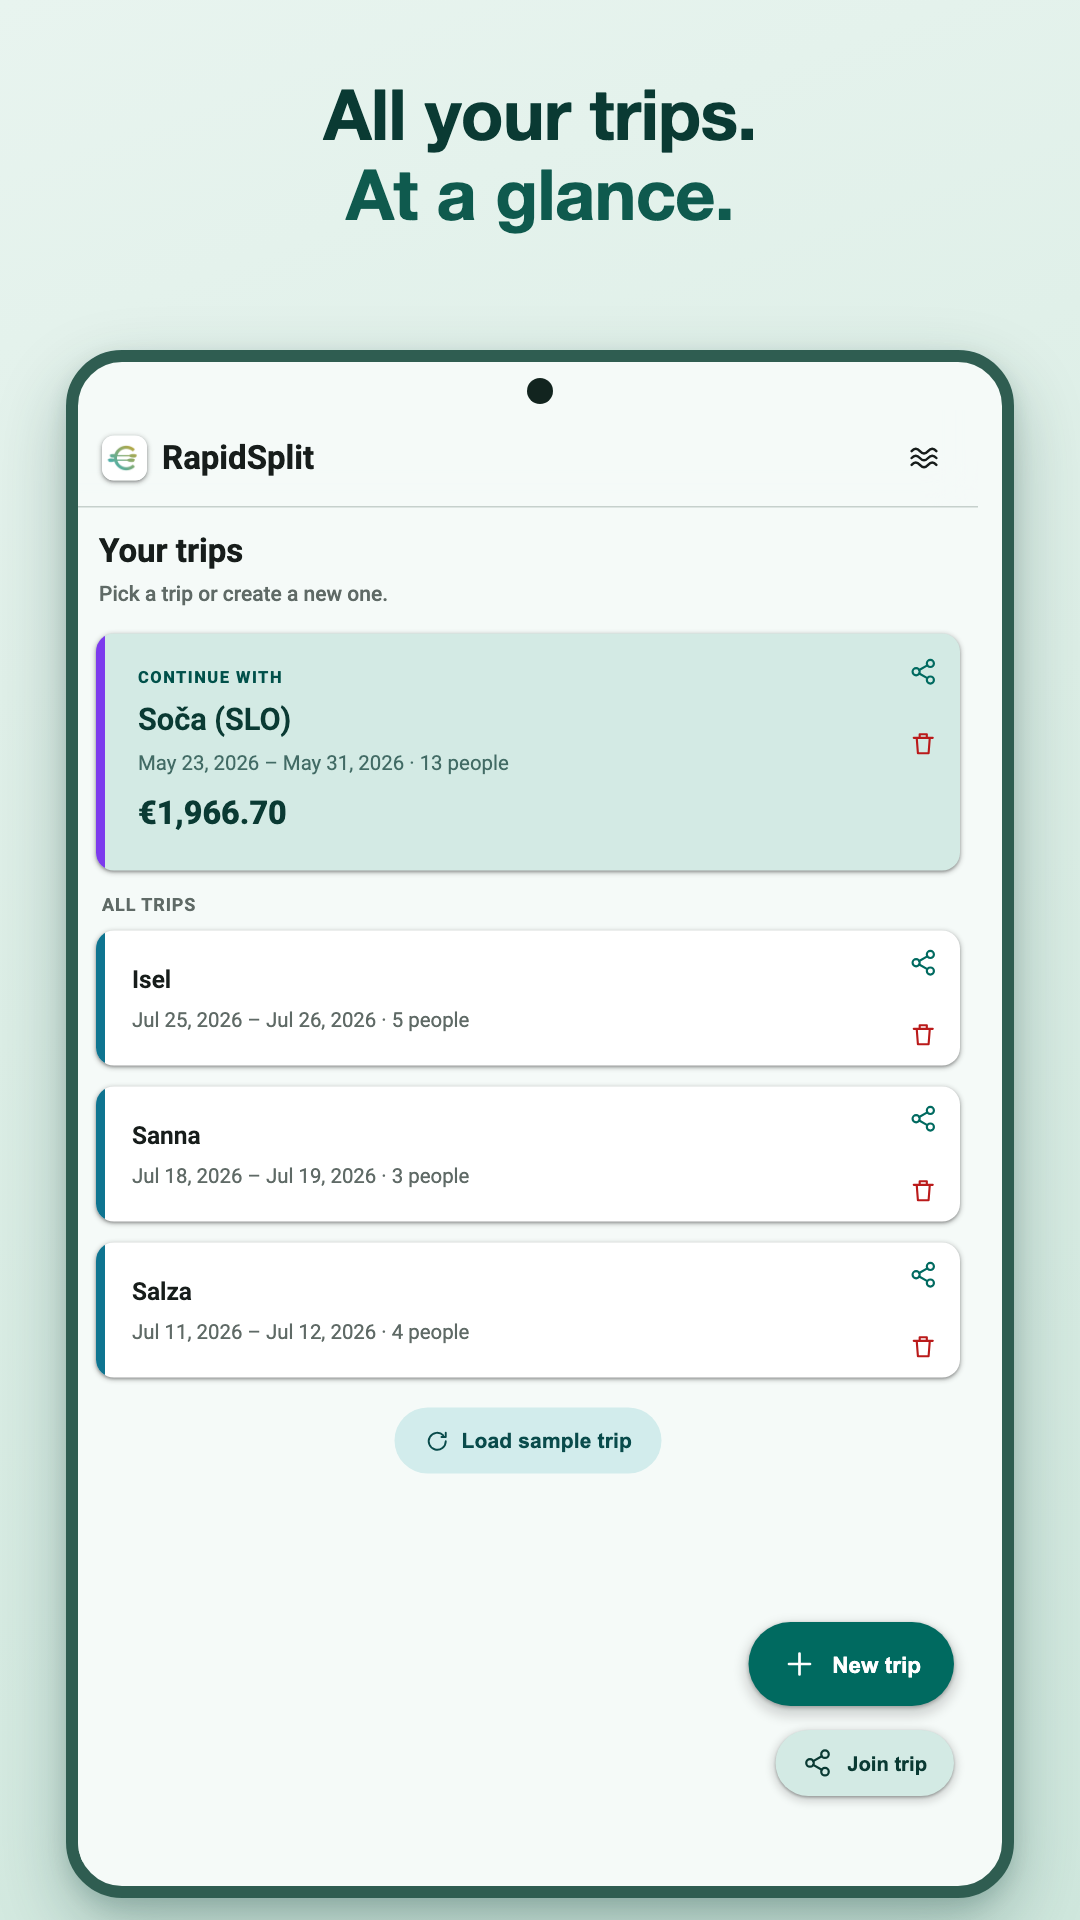 All your trips.
At a glance.
RapidSplit
Your trips
Pick a trip or create a new one.
CONTINUE WITH
Soča (SLO)
May 23, 2026 – May 31, 2026 · 13 people
€1,966.70
ALL TRIPS
Isel
Jul 25, 2026 – Jul 26, 2026 · 5 people
Sanna
Jul 18, 2026 – Jul 19, 2026 · 3 people
Salza
Jul 11, 2026 – Jul 12, 2026 · 4 people
Load sample trip
New trip
Join trip